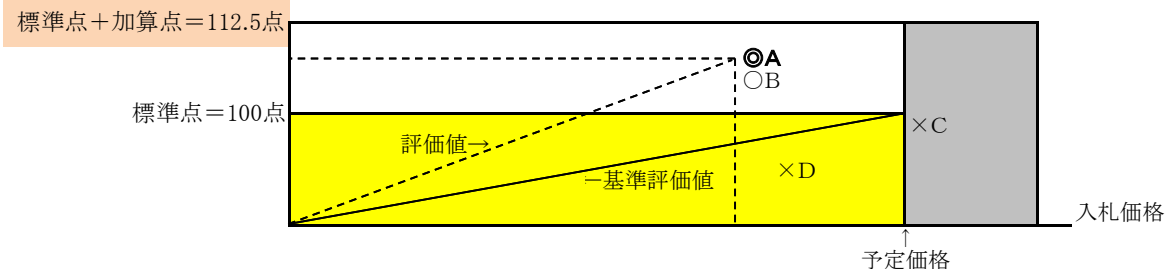 標準点＋加算点＝112.5点
◎A
○B
標準点＝100点
×C
評価値→
×D
−基準評価値
入札価格
↑
予定価格